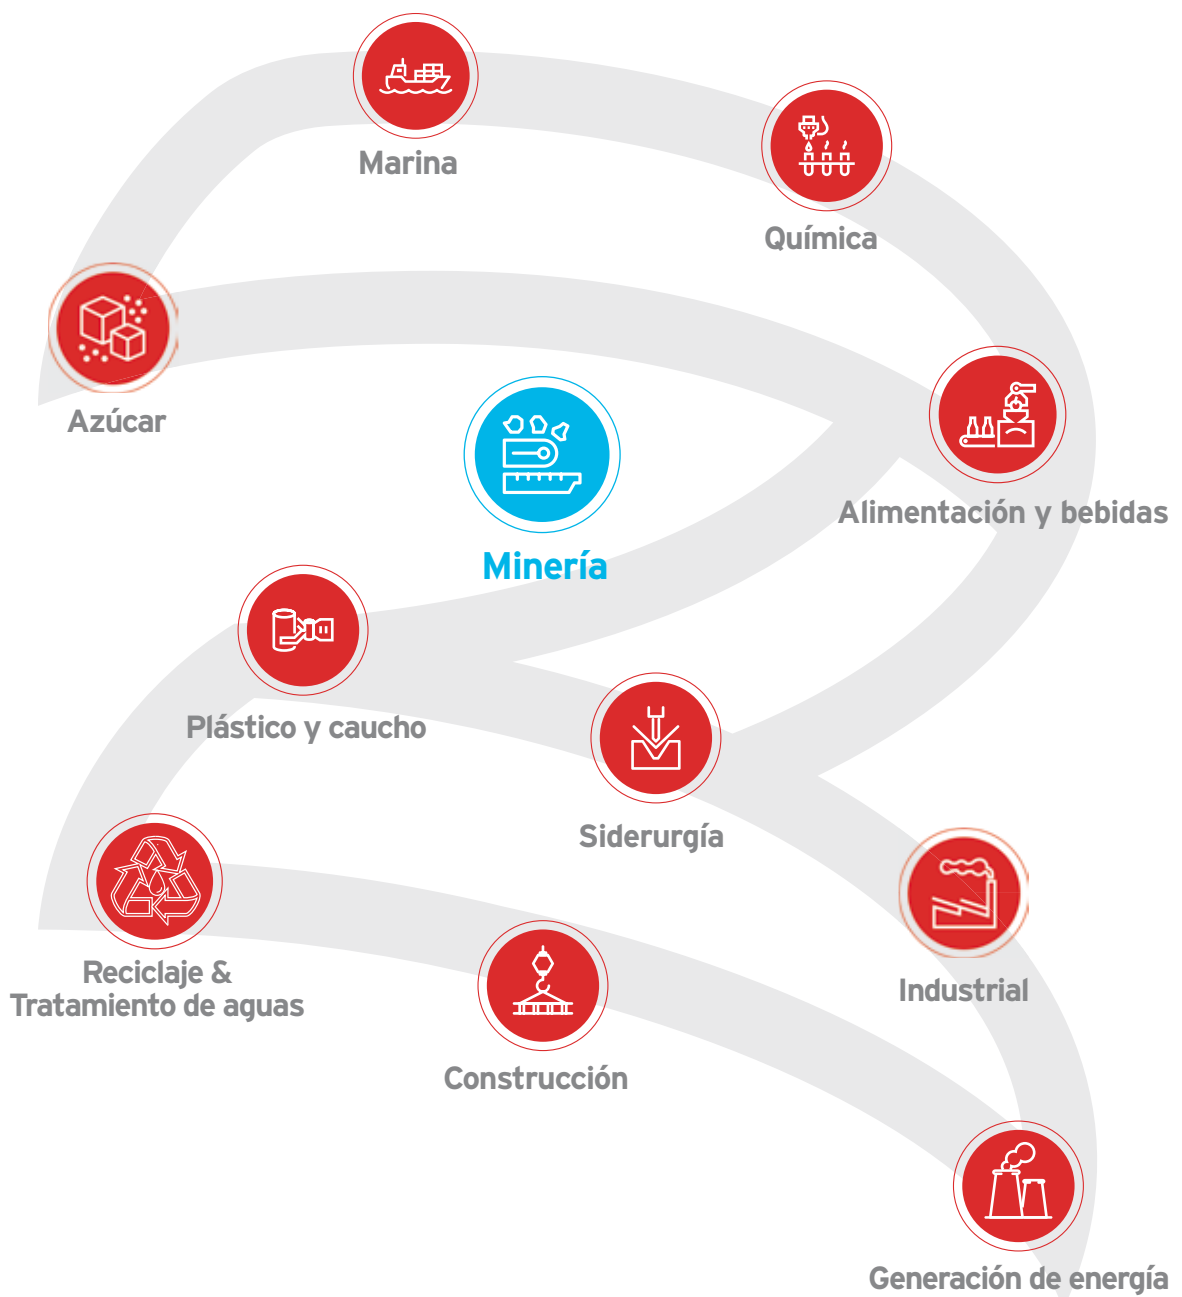 Marina
Química
Azúcar
Alimentación y bebidas
Minería
Plástico y caucho
Siderurgía
Reciclaje &
Tratamiento de aguas
Industrial
Construcción
Generación de energía